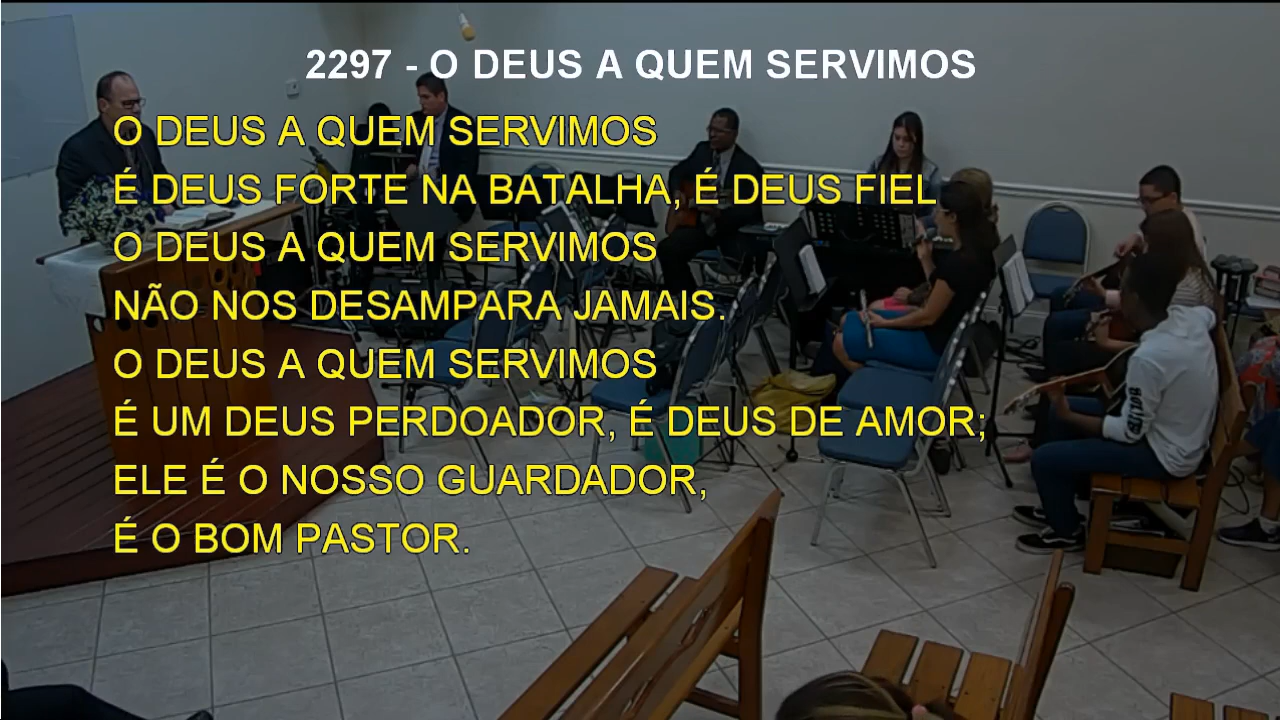 2297 - O DEUS A QUEM SERVIMOS
O DEUS A QUEM SERVIMOS
É DEUS FORTE NA BATALHA, É DEUS FIEL
O DEUS A QUEM SERVIMOS
NÃO NOS DESAMPARA JAMAIS.
O DEUS A QUEM SERVIMOS
É UM DEUS PERDOADOR, É DEUS DE AMOR;
ELE É O NOSSO GUARDADOR,
É O BOM PASTOR.